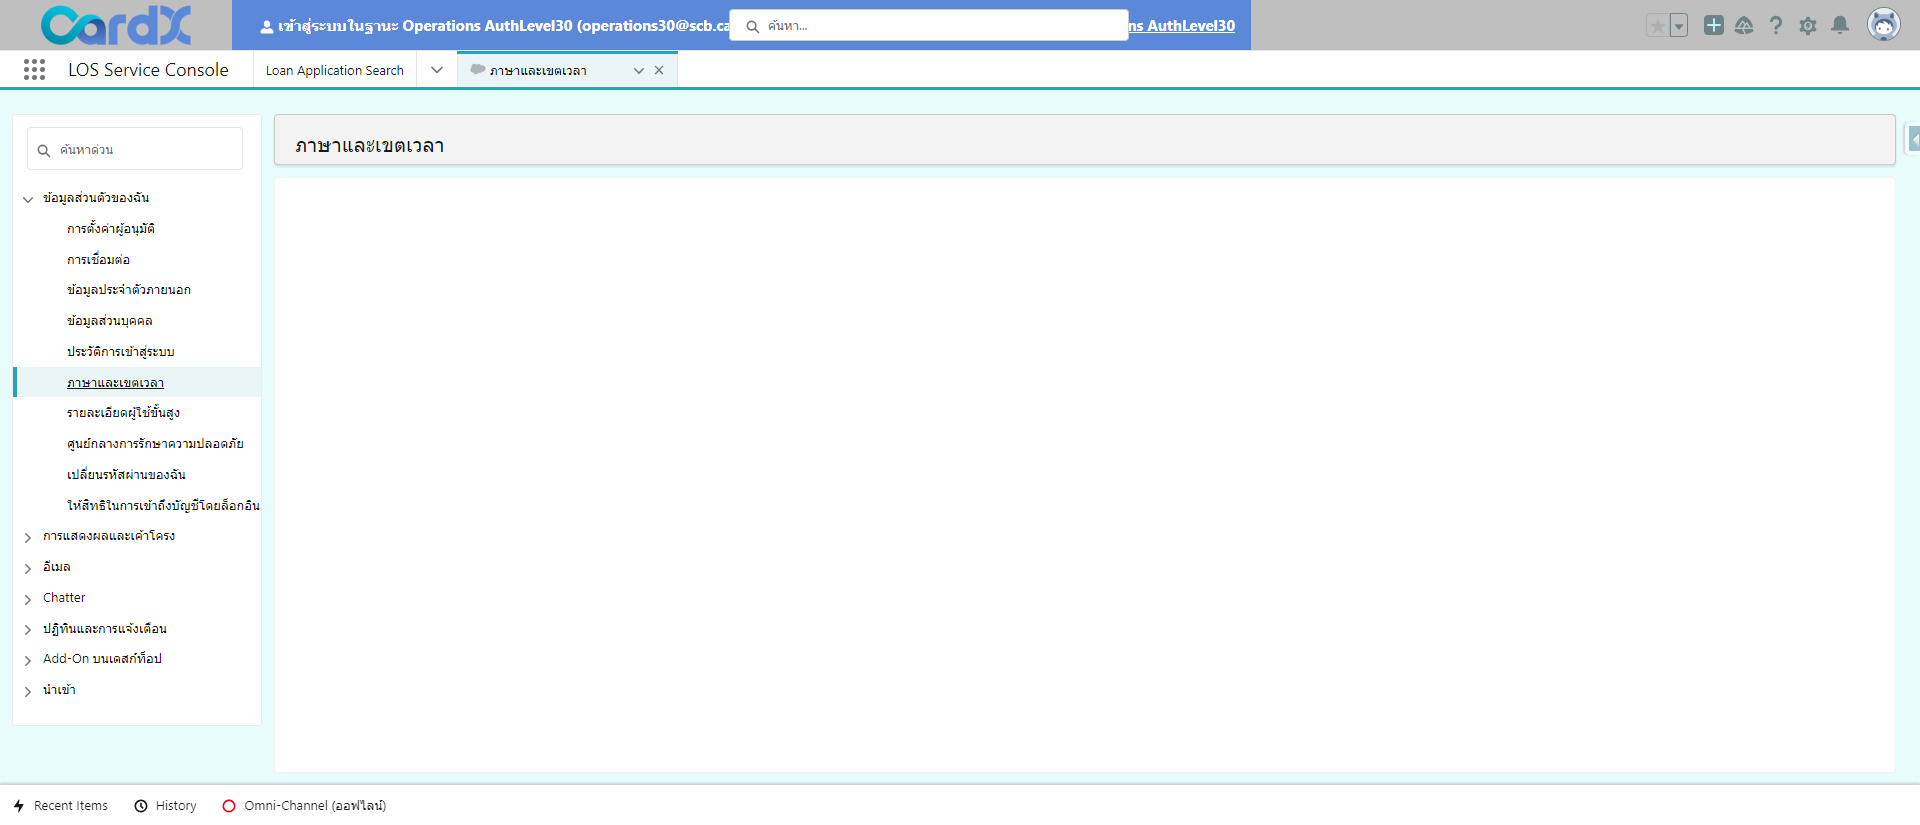 CardX
เข้าสู่ระบบในฐานะ Operations AuthLevel30 (operations30@scb.ca
ค้นหา...
ns AuthLevel30
LOS Service Console
Loan Application Search
ภาษาและเขตเวลา
ค้นหาด่วน
ภาษาและเขตเวลา
ข้อมูลส่วนตัวของฉัน
การตั้งค่าผู้อนุมัติ
การเชื่อมต่อ
ข้อมูลประจำตัวภายนอก
ข้อมูลส่วนบุคคล
ประวัติการเข้าสู่ระบบ
ภาษาและเขตเวลา
รายละเอียดผู้ใช้ขั้นสูง
ศูนย์กลางการรักษาความปลอดภัย
เปลี่ยนรหัสผ่านของฉัน
ให้สิทธิในการเข้าถึงบัญชีโดยล็อกอิน
การแสดงผลและเค้าโครง
อีเมล
Chatter
ปฏิทินและการแจ้งเตือน
Add-On บนเดสก์ท็อป
นำเข้า
Recent Items
History
Omni-Channel (ออฟไลน์)